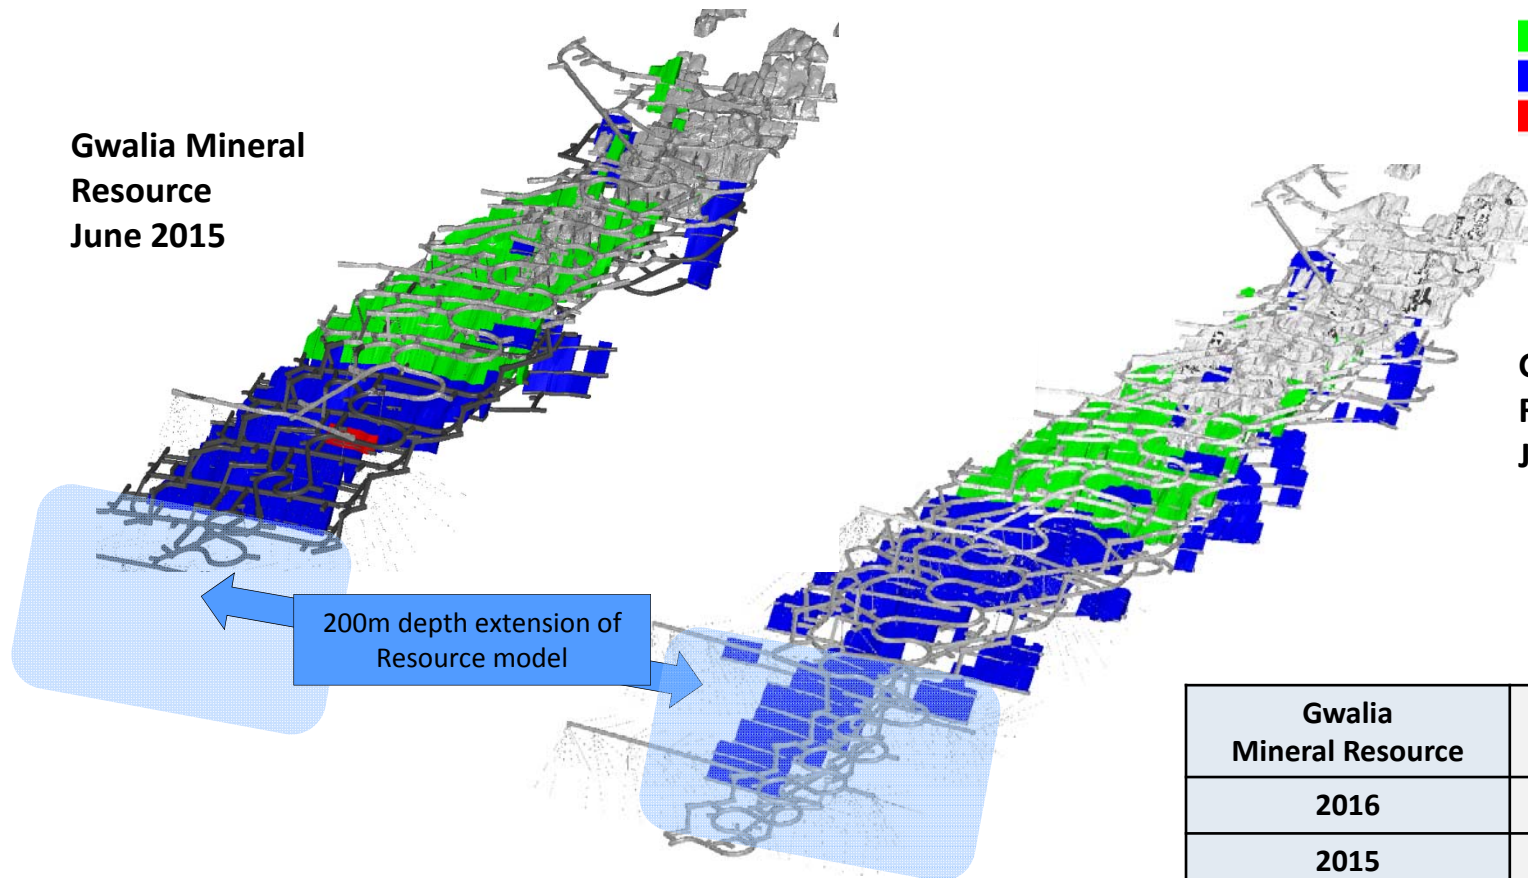 Gwalia Mineral
Resource
June 2015
200m depth extension of
Resource model
Gwalia
Mineral Resource
2016
2015